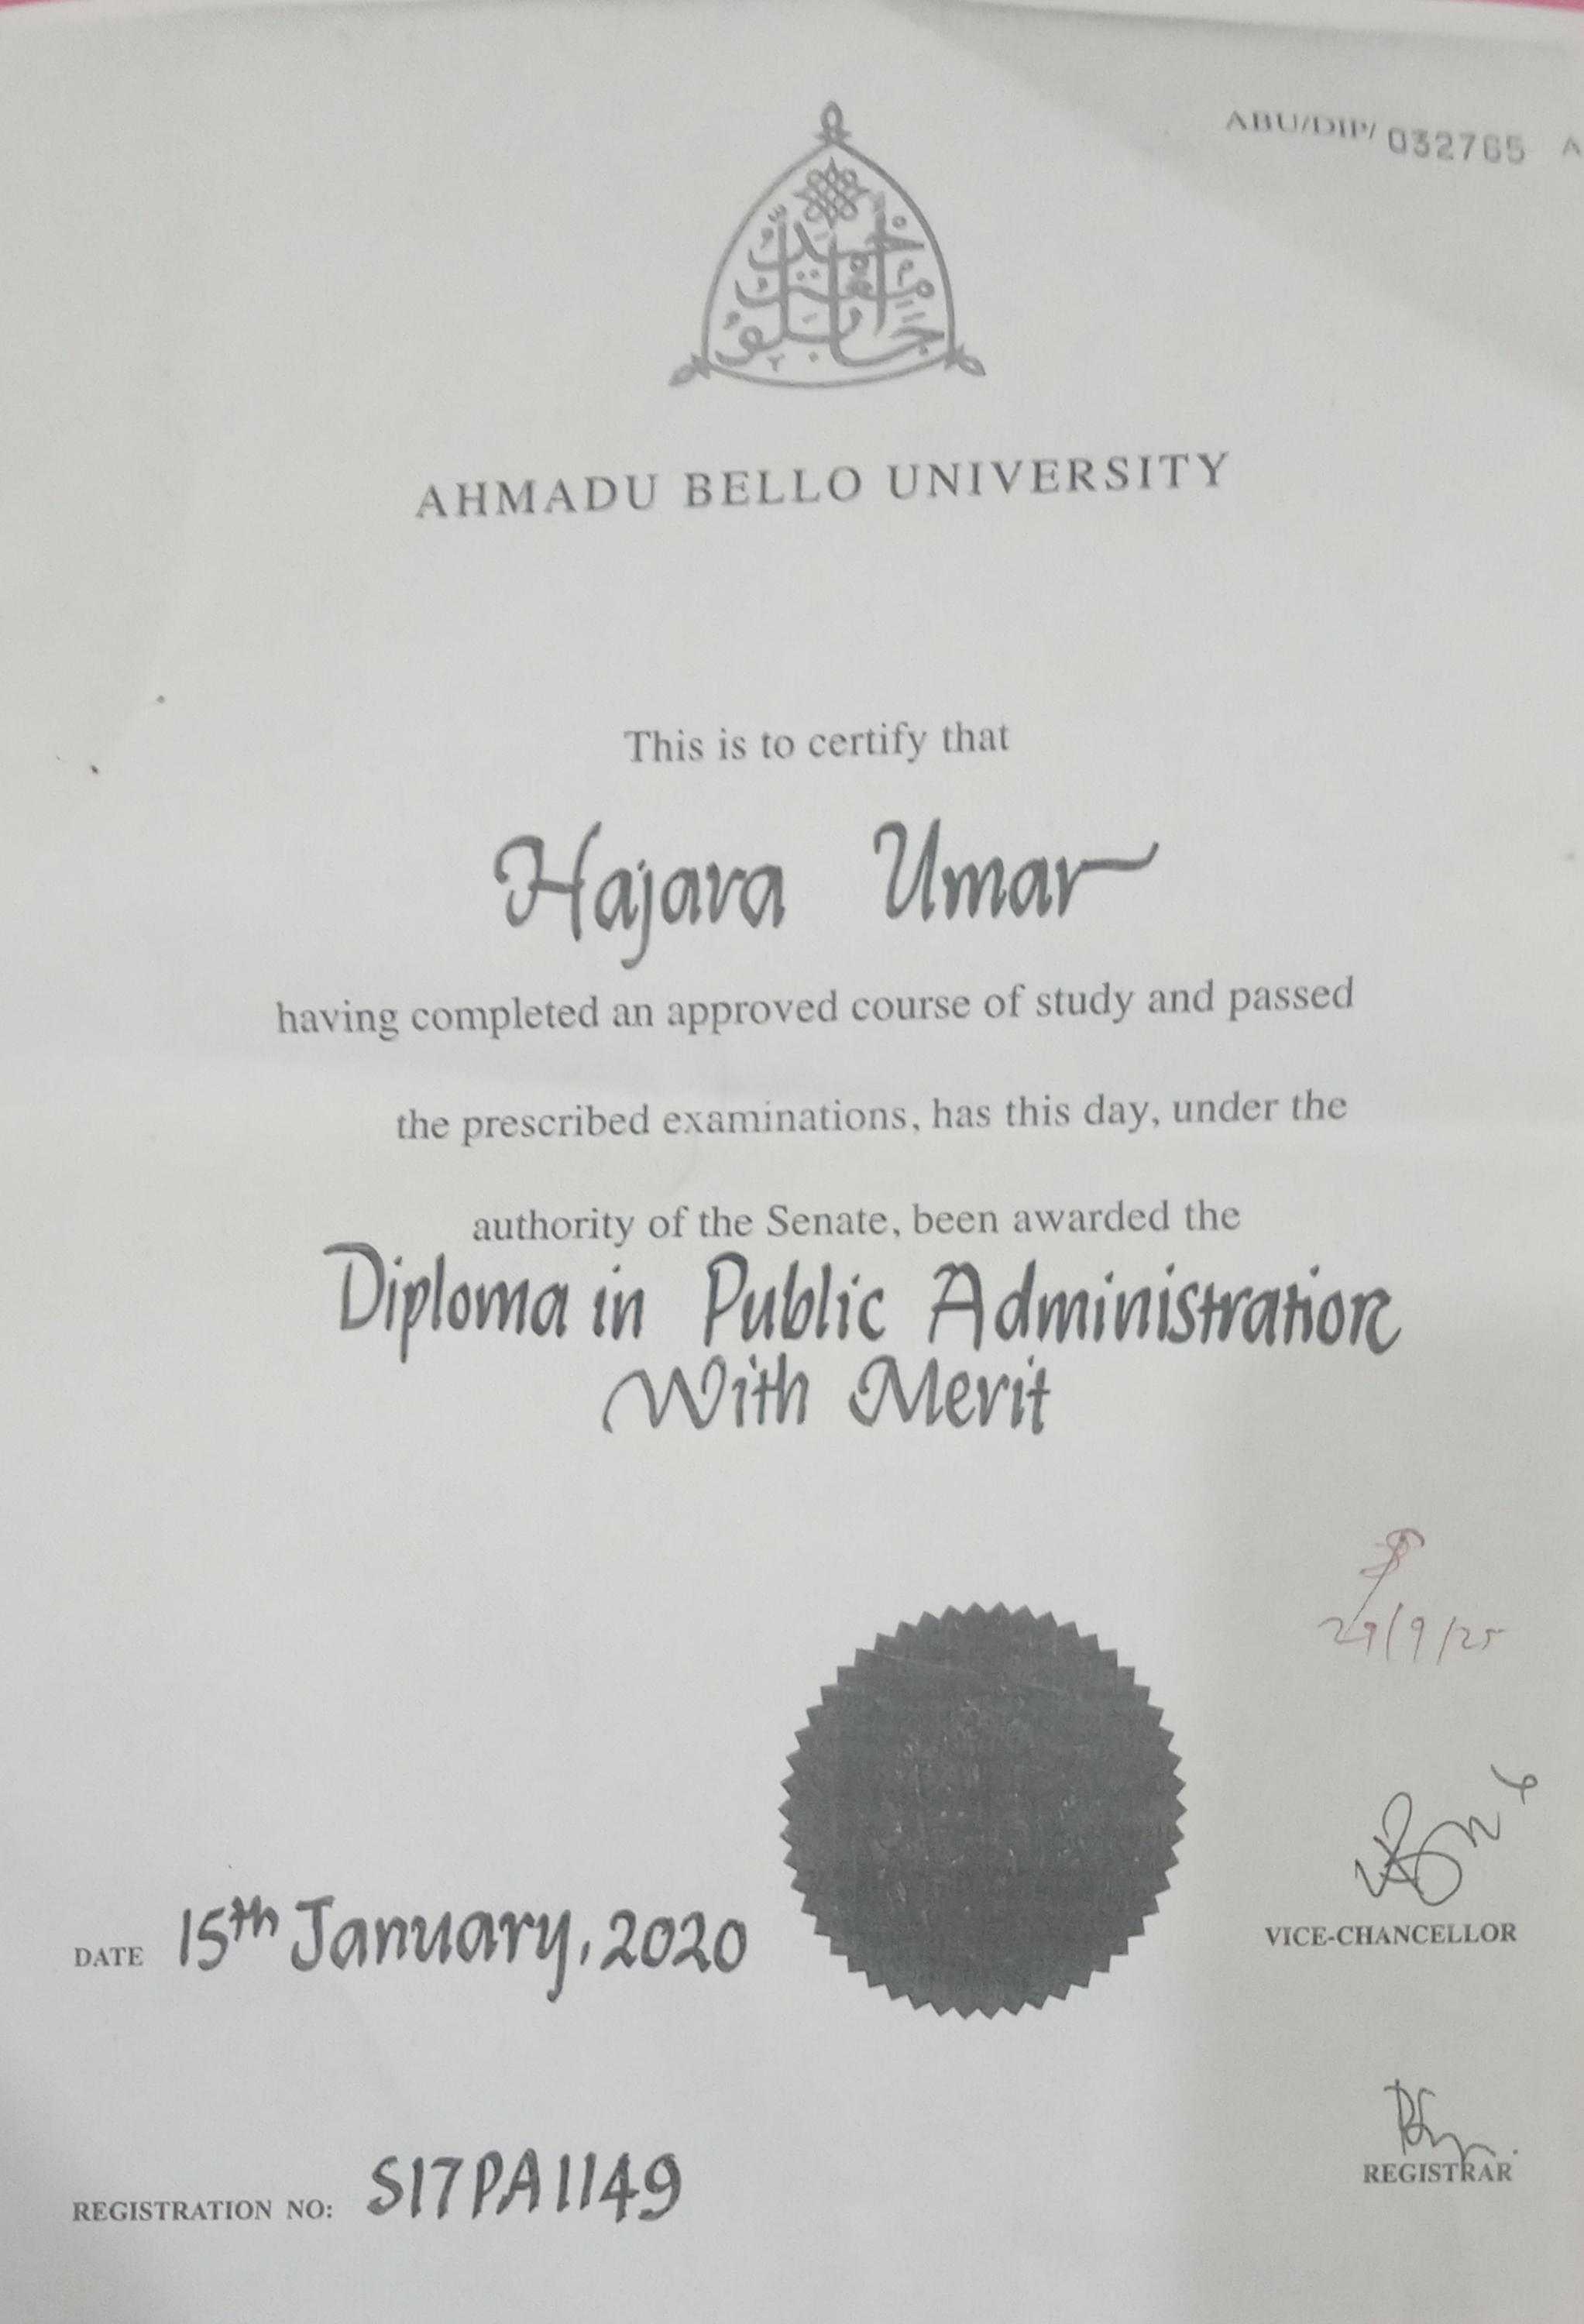 ABU/DIP/ 032765 A
AHMADU BELLO UNIVERSITY
This is to certify that
Hajara Umar
having completed an approved course of study and passed
the prescribed examinations, has this day, under the
authority of the Senate, been awarded the
Diploma in Public Administration
With Merit
29/9/25
VICE-CHANCELLOR
DATE 15th January, 2020
REGISTRAR
REGISTRATION NO: S17PA1149